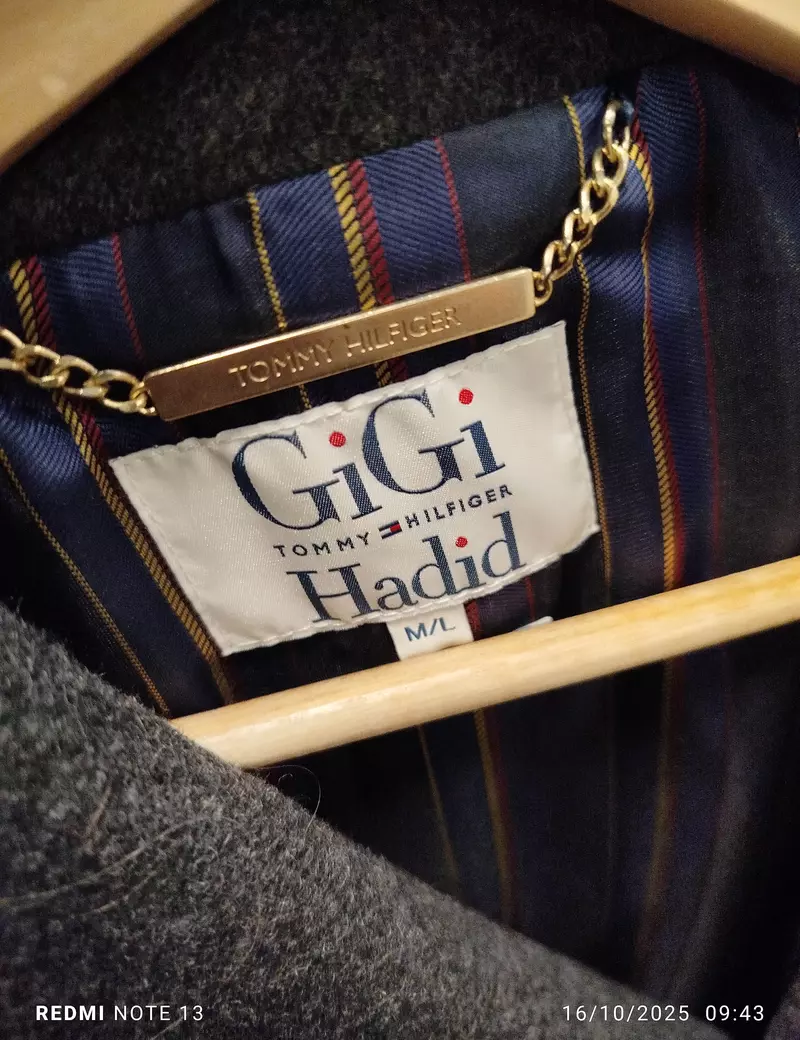 TOMMY HILFIGER
GiGi
TOMMY HILFIGER
Hadid
M/L
REDMI NOTE 13
16/10/2025 09:43